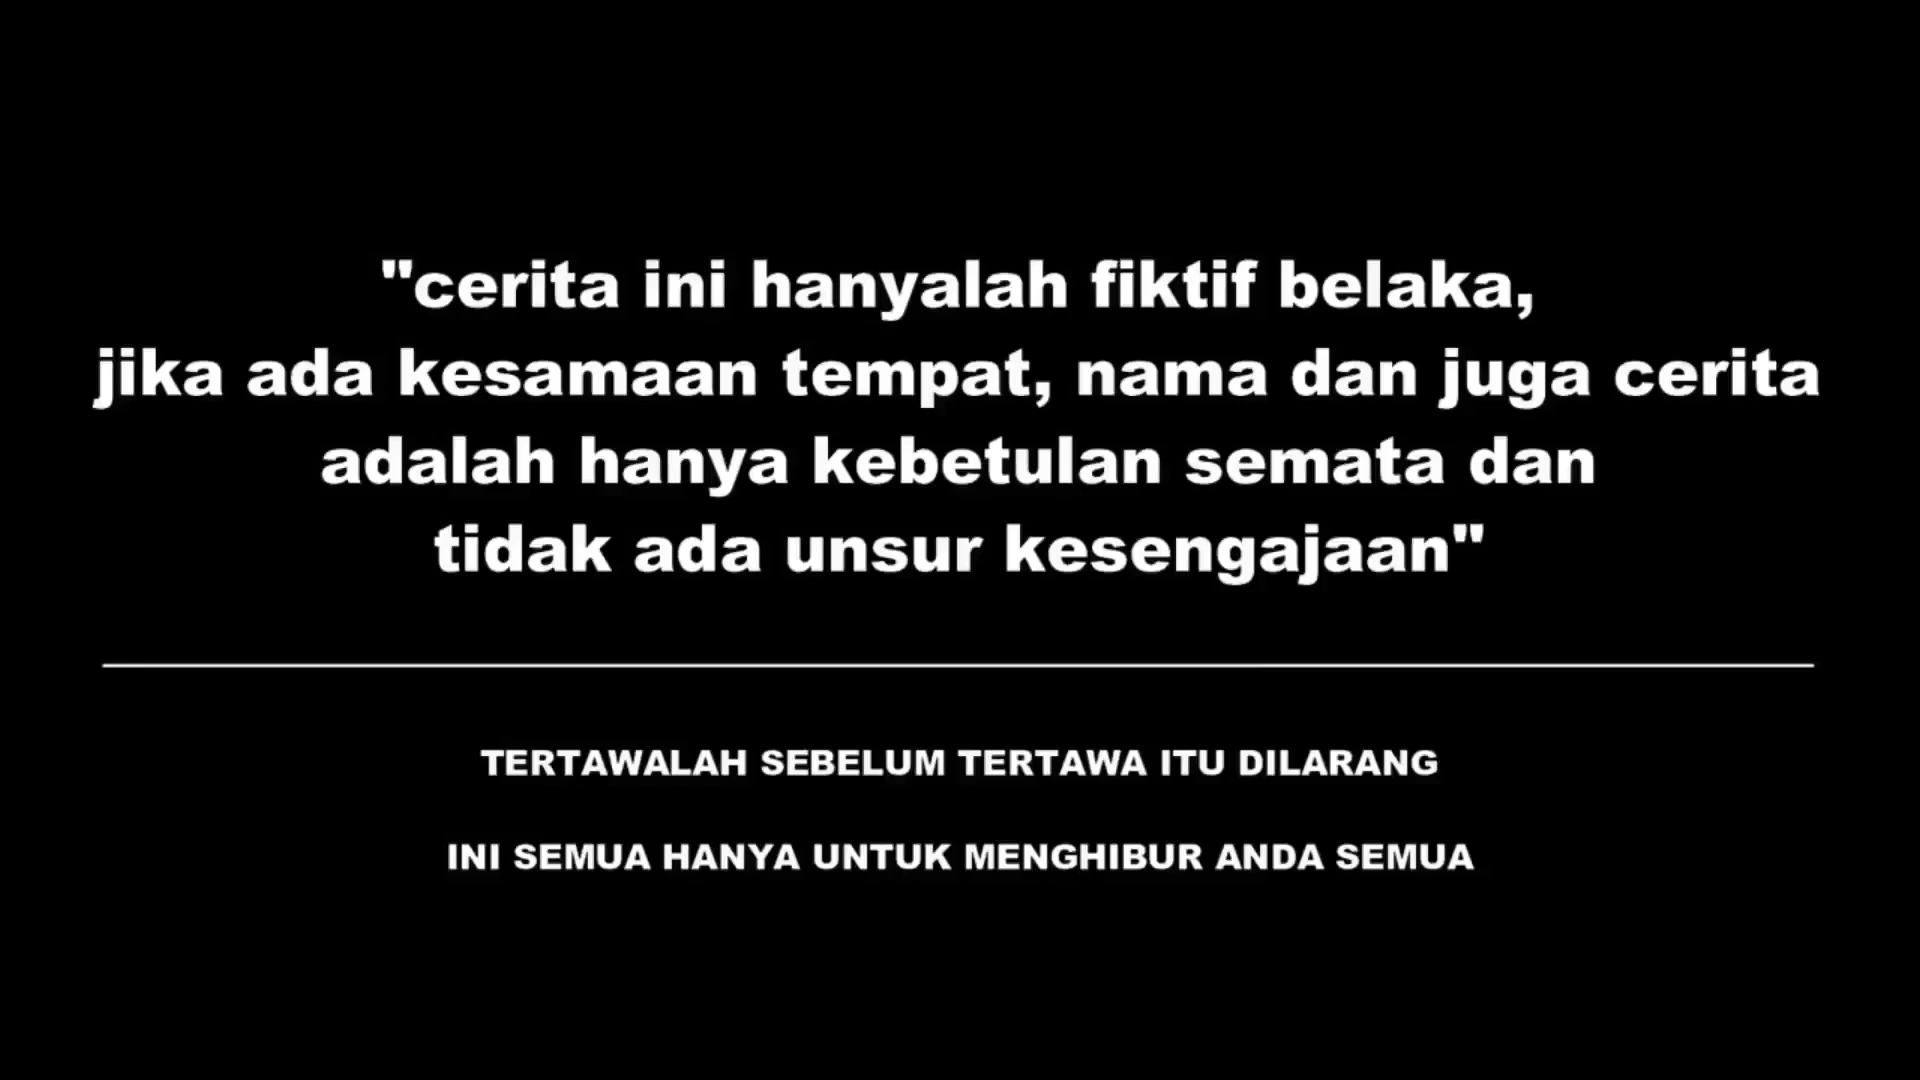 "cerita ini hanyalah fiktif belaka,
jika ada kesamaan tempat, nama dan juga cerita
adalah hanya kebetulan semata dan
tidak ada unsur kesengajaan"
TERTAWALAH SEBELUM TERTAWA ITU DILARANG
INI SEMUA HANYA UNTUK MENGHIBUR ANDA SEMUA